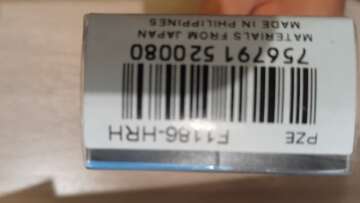 PZE F1186-HRH
756791 520080
MATERIALS FROM JAPAN
MADE IN PHILIPPINES